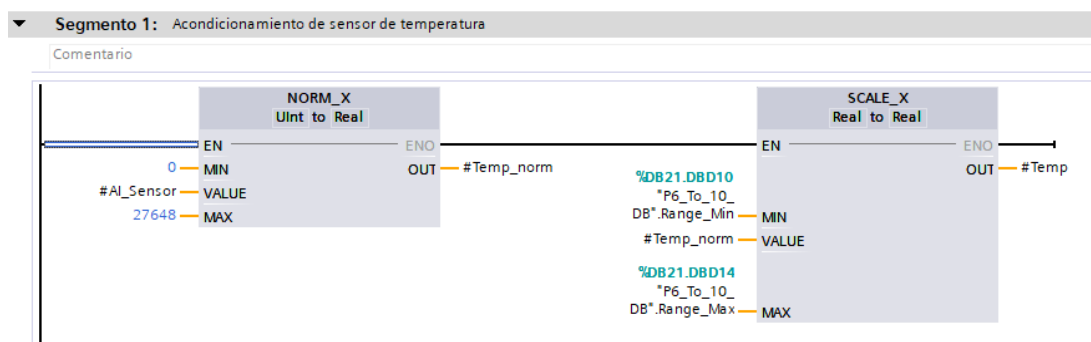 Segmento 1: Acondicionamiento de sensor de temperatura
Comentario
NORM_X
UInt to Real
EN
ENO
0
MIN
OUT
#Temp_norm
#AI_Sensor
VALUE
27648
MAX
SCALE_X
Real to Real
EN
ENO
OUT
#Temp
%DB21.DBD10
"P6_To_10_
DB".Range_Min
MIN
#Temp_norm
VALUE
%DB21.DBD14
"P6_To_10_
DB".Range_Max
MAX